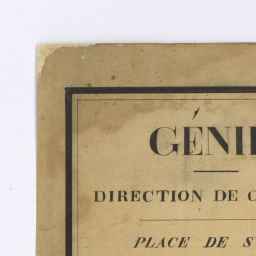 GÉNI
DIRECTION DE
PLACE DE S